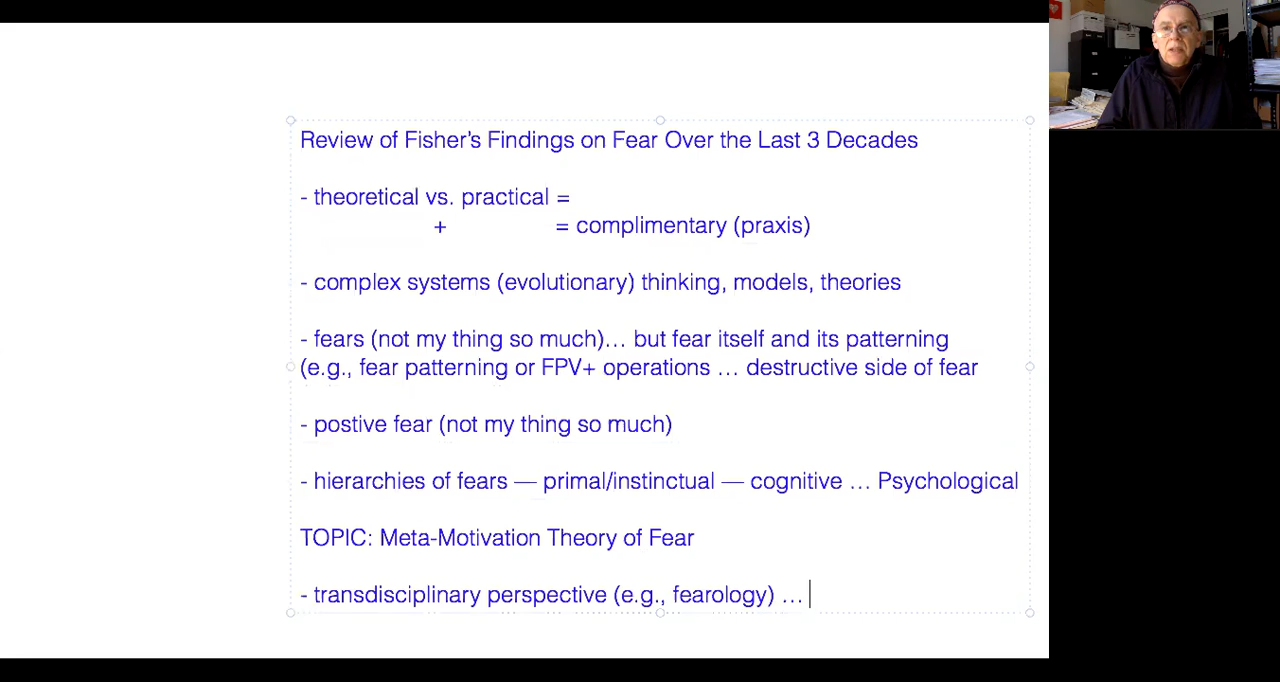 Review of Fisher's Findings on Fear Over the Last 3 Decades
- theoretical vs. practical =
+ = complimentary (praxis)
- complex systems (evolutionary) thinking, models, theories
- fears (not my thing so much)… but fear itself and its patterning
(e.g., fear patterning or FPV+ operations … destructive side of fear
- postive fear (not my thing so much)
- hierarchies of fears — primal/instinctual — cognitive … Psychological
TOPIC: Meta-Motivation Theory of Fear
- transdisciplinary perspective (e.g., fearology) …